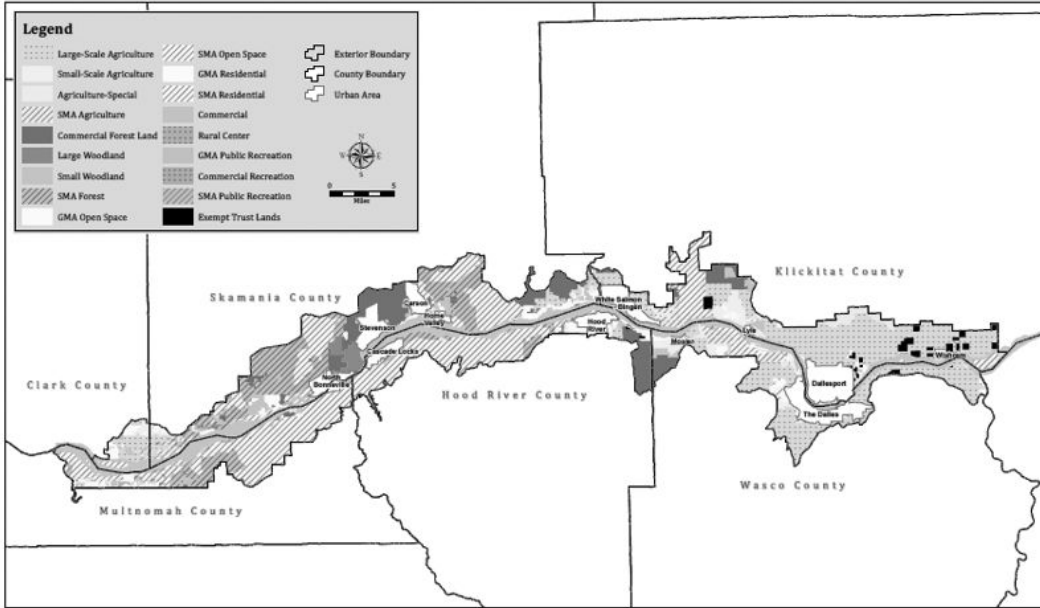 Legend
Large-Scale Agriculture
Small-Scale Agriculture
Agriculture-Special
SMA Agriculture
Commercial Forest Land
Large Woodland
Small Woodland
SMA Forest
GMA Open Space
SMA Open Space
GMA Residential
SMA Residential
Commercial
Rural Center
GMA Public Recreation
Commercial Recreation
SMA Public Recreation
Exempt Trust Lands
Exterior Boundary
County Boundary
Urban Area
N
W E
S
0 5
Miles
Klickitat County
Skamania County
Carson
White Salmon
Bingen
Home
Valley
Stevenson
Hood
River
Lyle
Mosier
Cascade Locks
Wishram
North
Bonneville
Clark County
Hood River County
Dallesport
The Dalles
Wasco County
Multnomah County